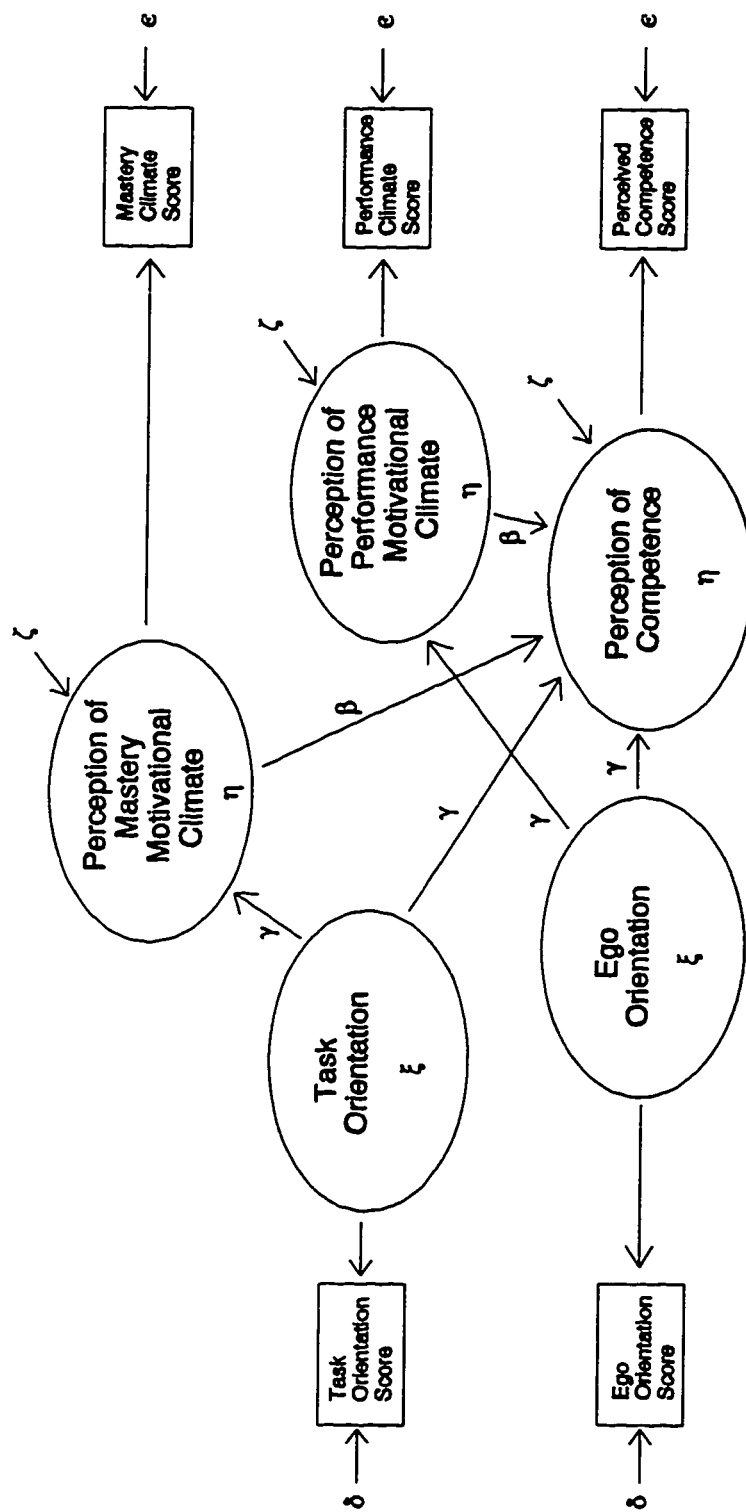 δ
Task
Orientation
Score
δ
Ego
Orientation
Score
Task
Orientation
ξ
Ego
Orientation
ξ
γ
γ
γ
γ
Perception of
Mastery
Motivational
Climate
η
ζ
β
Perception of
Performance
Motivational
Climate
η
ζ
β
Perception of
Competence
η
ζ
Mastery
Climate
Score
ϵ
Performance
Climate
Score
ϵ
Perceived
Competence
Score
ϵ